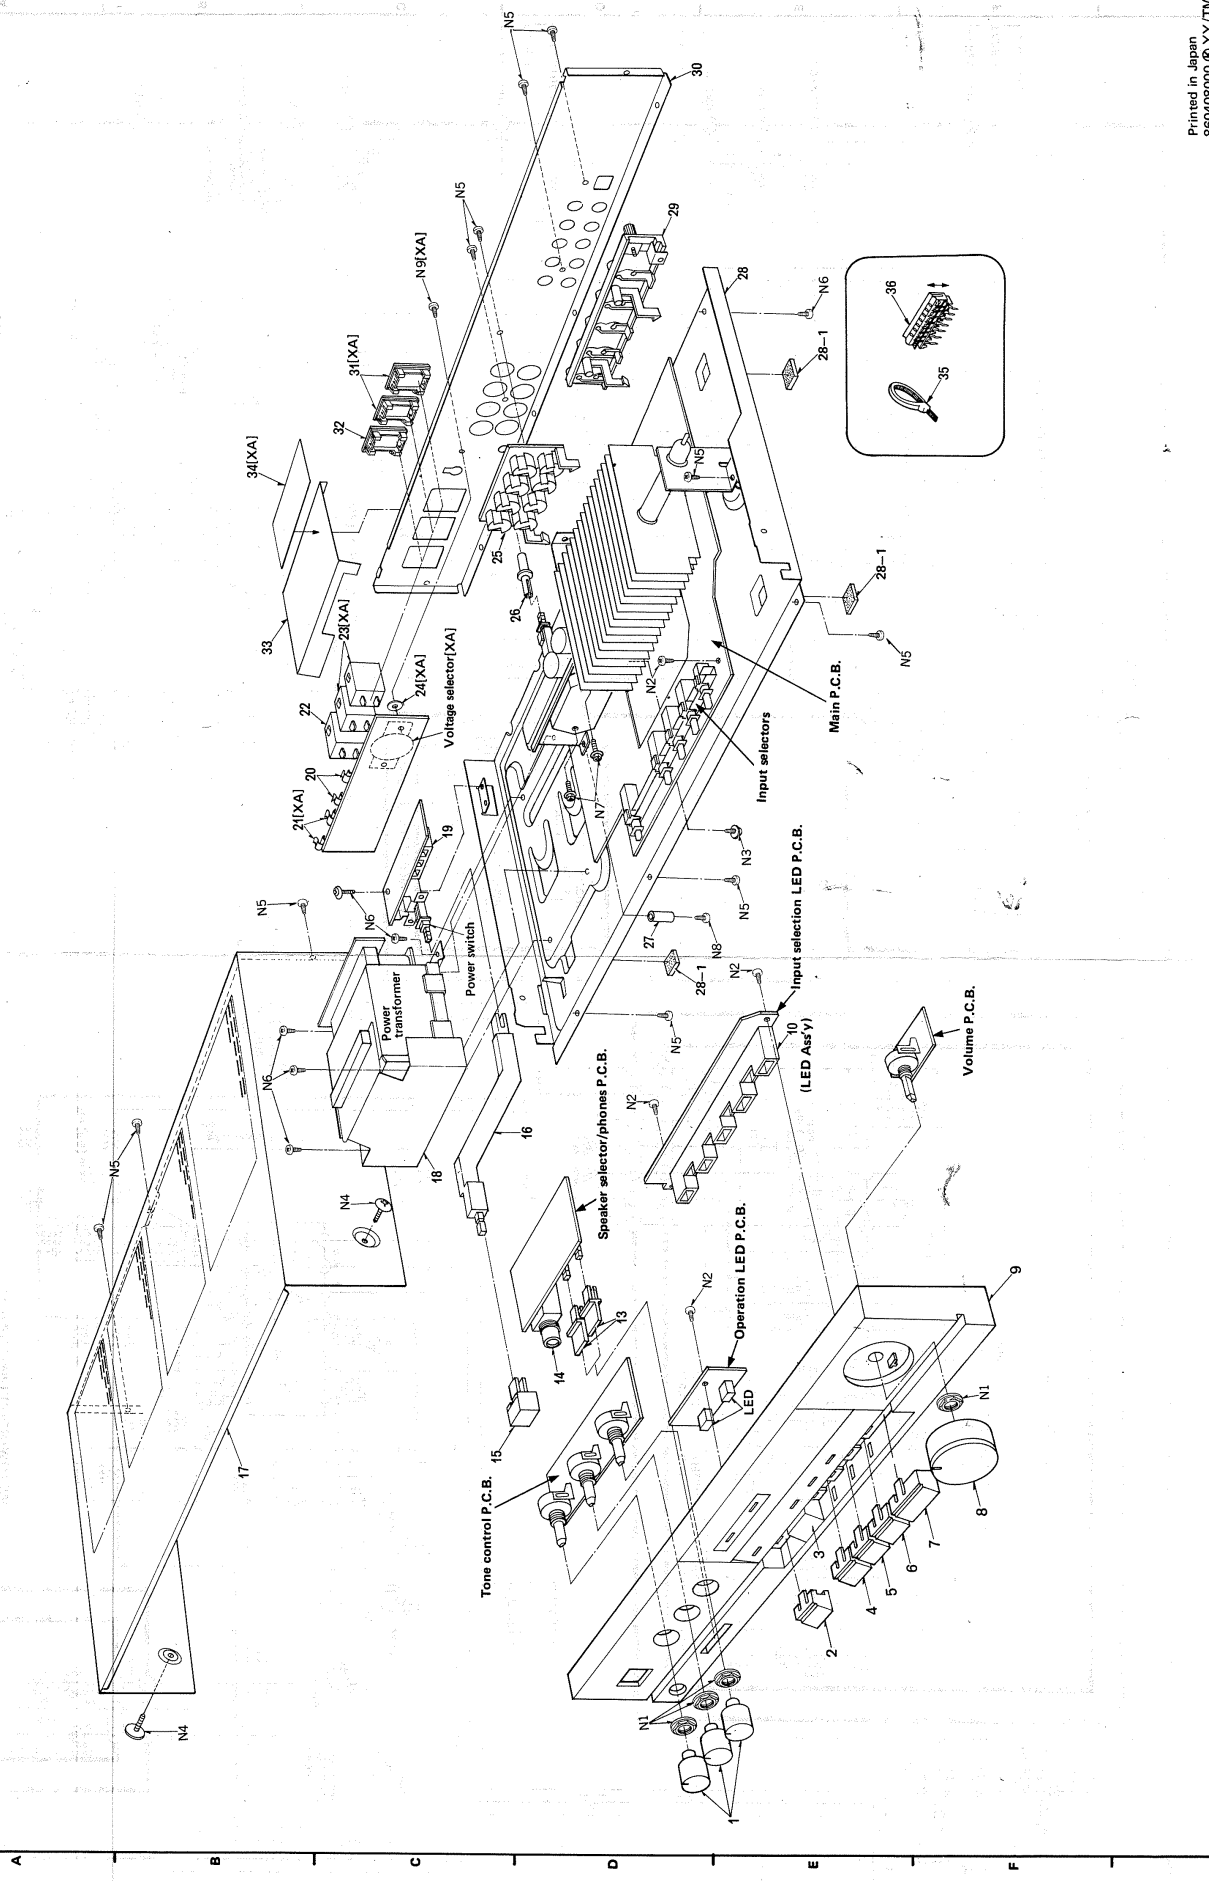 Printed in Japan
A
B
C
D
E
F
N5
30
N5
N9[XA]
29
31[XA]
32
34[XA]
33
25
26
28
N6
28-1
36
35
N5
28-1
N5
23[XA]
22
24[XA]
Voltage selector[XA]
20
21[XA]
19
N6
Power switch
N2
Main P.C.B.
Input selectors
N7
N3
N5
27
N8
28-1
N5
N5
Power
transformer
N6
18
16
N4
N5
17
N4
N2
Input selection LED P.C.B.
10
(LED Ass'y)
N2
Volume P.C.B.
Speaker selector/phones P.C.B.
13
14
15
N2
Operation LED P.C.B.
LED
Tone control P.C.B.
9
N1
8
7
6
5
4
3
2
N1
1